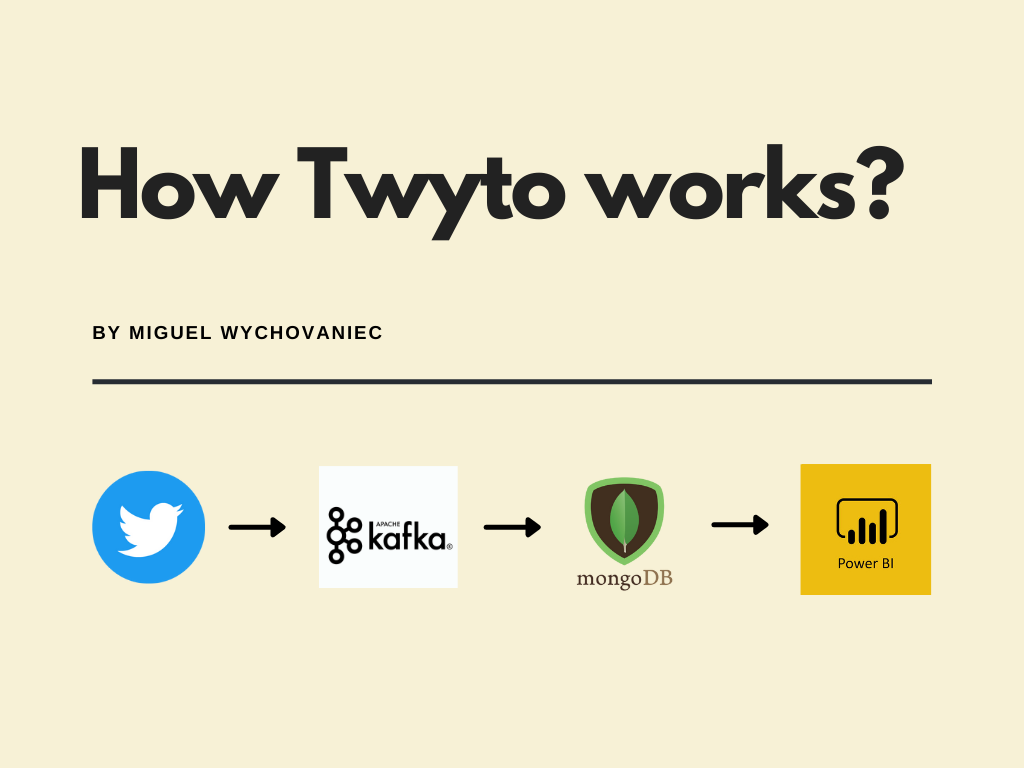 How Twyto works?
BY MIGUEL WYCHOVANIEC
APACHE
kafka®
mongoDB
Power BI